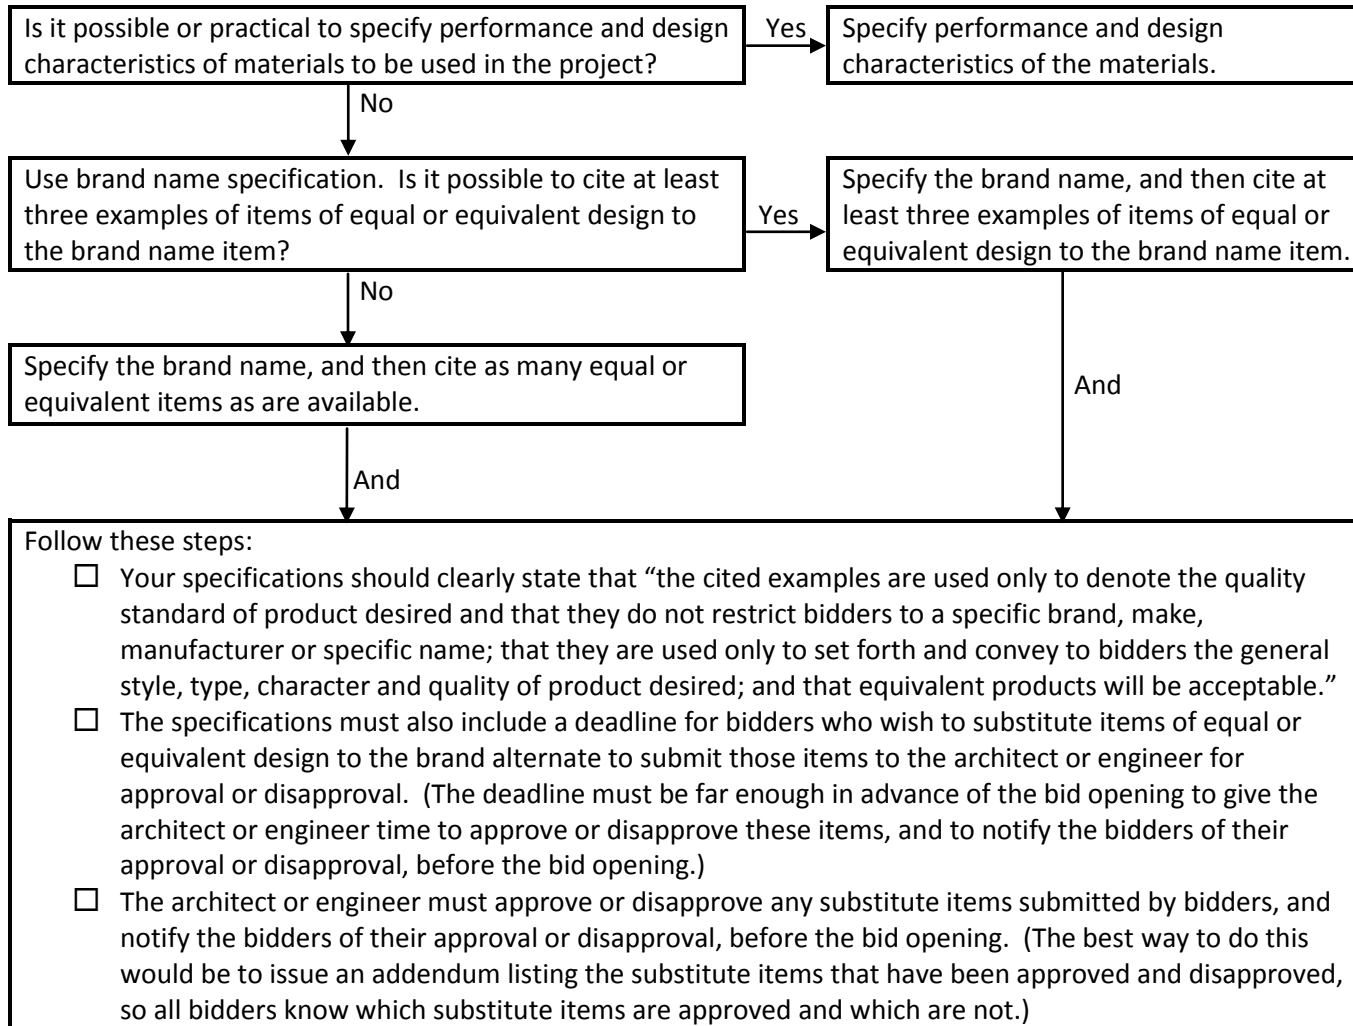 Is it possible or practical to specify performance and design
characteristics of materials to be used in the project?
Yes
Specify performance and design
characteristics of the materials.
No
Use brand name specification.  Is it possible to cite at least
three examples of items of equal or equivalent design to
the brand name item?
Yes
Specify the brand name, and then cite at
least three examples of items of equal or
equivalent design to the brand name item.
No
Specify the brand name, and then cite as many equal or
equivalent items as are available.
And
And
Follow these steps:
☐ Your specifications should clearly state that “the cited examples are used only to denote the quality
standard of product desired and that they do not restrict bidders to a specific brand, make,
manufacturer or specific name; that they are used only to set forth and convey to bidders the general
style, type, character and quality of product desired; and that equivalent products will be acceptable.”
☐ The specifications must also include a deadline for bidders who wish to substitute items of equal or
equivalent design to the brand alternate to submit those items to the architect or engineer for
approval or disapproval.  (The deadline must be far enough in advance of the bid opening to give the
architect or engineer time to approve or disapprove these items, and to notify the bidders of their
approval or disapproval, before the bid opening.)
☐ The architect or engineer must approve or disapprove any substitute items submitted by bidders, and
notify the bidders of their approval or disapproval, before the bid opening.  (The best way to do this
would be to issue an addendum listing the substitute items that have been approved and disapproved,
so all bidders know which substitute items are approved and which are not.)